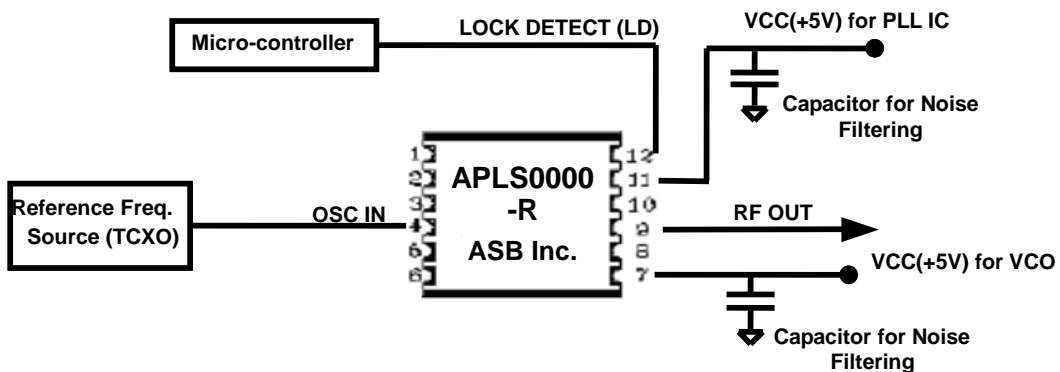 VCC(+5V) for PLL IC
LOCK DETECT (LD)
Micro-controller
Capacitor for Noise
Filtering
1
2
3
4
5
6
APLS0000
-R
ASB Inc.
12
11
10
9
8
7
Reference Freq.
Source (TCXO)
OSC IN
RF OUT
VCC(+5V) for VCO
Capacitor for Noise
Filtering